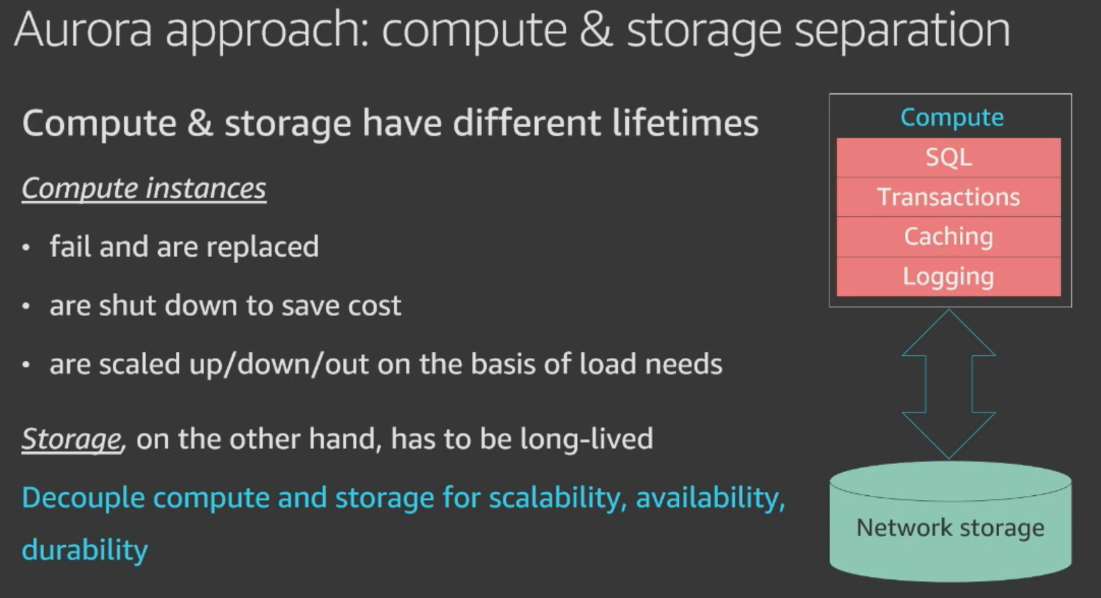 Aurora approach: compute & storage separation
Compute & storage have different lifetimes
Compute instances
• fail and are replaced
• are shut down to save cost
• are scaled up/down/out on the basis of load needs
Storage, on the other hand, has to be long-lived
Decouple compute and storage for scalability, availability,
durability
Compute
SQL
Transactions
Caching
Logging
Network storage